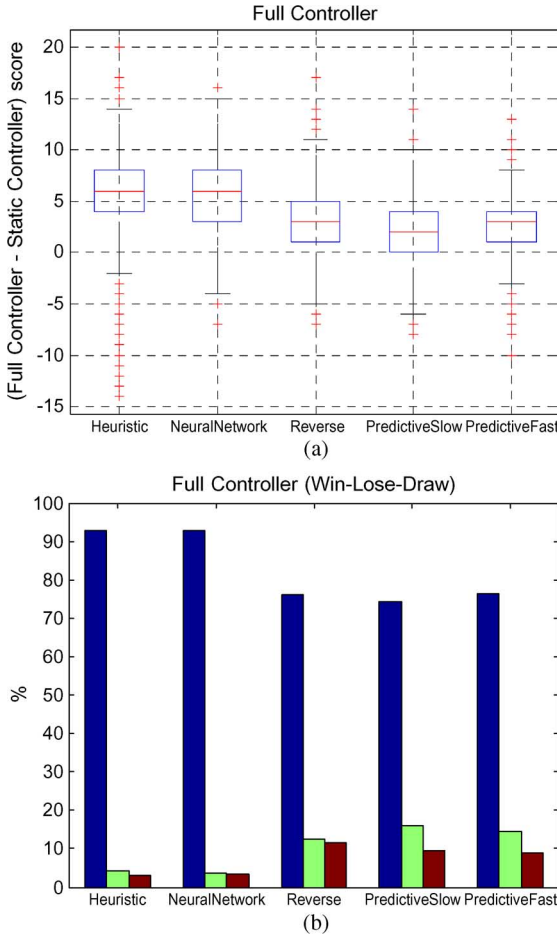 Full Controller
(Full Controller - Static Controller) score
20
15
10
5
0
-5
-10
-15
Heuristic NeuralNetwork Reverse PredictiveSlow PredictiveFast
(a)
Full Controller (Win-Lose-Draw)
%
100
90
80
70
60
50
40
30
20
10
0
Heuristic NeuralNetwork Reverse PredictiveSlow PredictiveFast
(b)